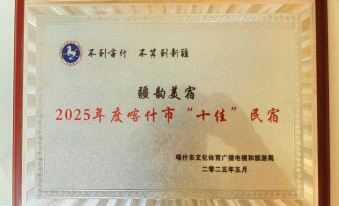 不到喀什 不算到新疆
疆韵美宿
2025年度喀什市“十佳”民宿
喀什市文化体育广播电视和旅游局
二〇二五年五月